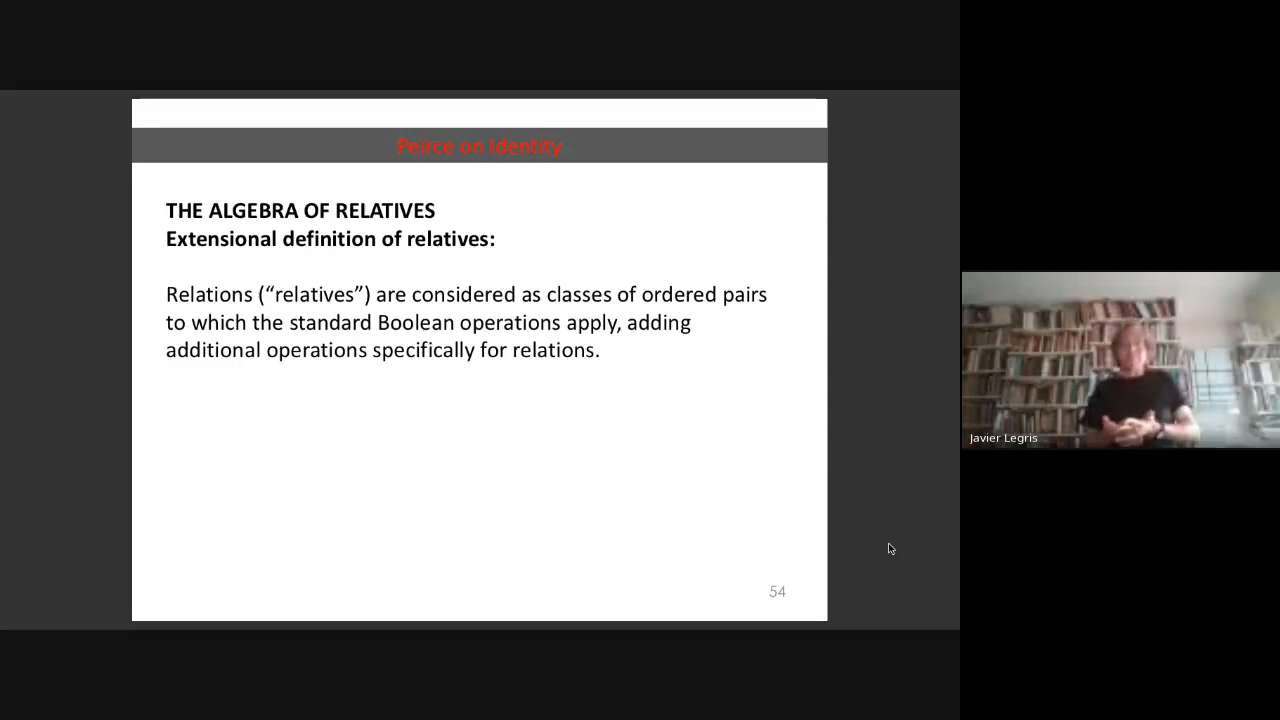 Peirce on Identity
THE ALGEBRA OF RELATIVES
Extensional definition of relatives:
Relations (“relatives”) are considered as classes of ordered pairs
to which the standard Boolean operations apply, adding
additional operations specifically for relations.
54
Javier Legris